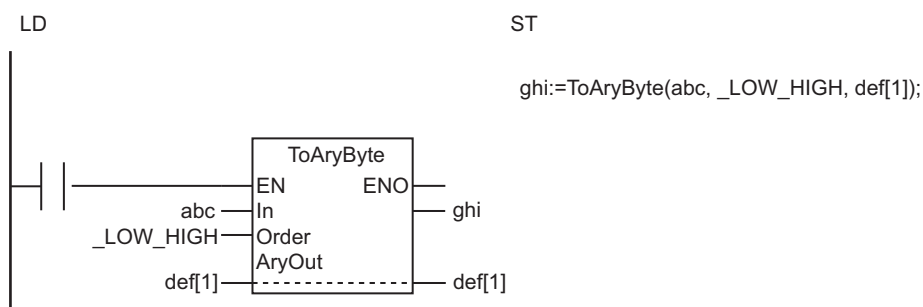 LD
ST
ghi:=ToAryByte(abc, _LOW_HIGH, def[1]);
ToAryByte
EN ENO
abc In ghi
_LOW_HIGH Order
AryOut
def[1] def[1]